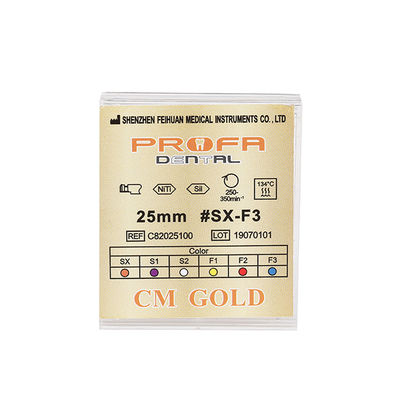 SHENZHEN FEIHUAN MEDICAL INSTRUMENTS CO., LTD
PROFA
DENTAL
NiTi Sil 250-350min⁻¹ 134°C
25mm #SX-F3
REF C82025100 LOT 19070101
Color
SX S1 S2 F1 F2 F3
CM GOLD